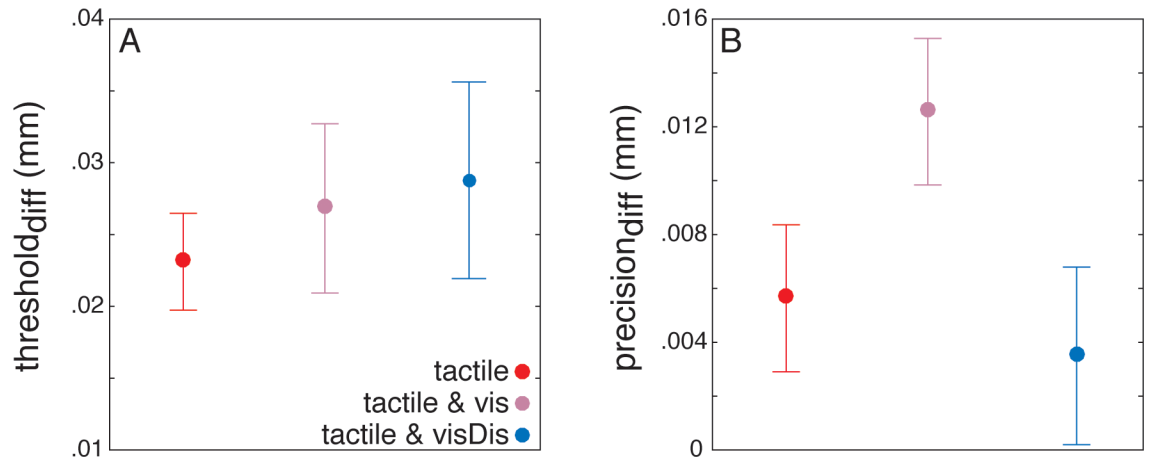 A
threshold_diff (mm)
.04
.03
.02
.01
tactile
tactile & vis
tactile & visDis
B
precision_diff (mm)
.016
.012
.008
.004
0